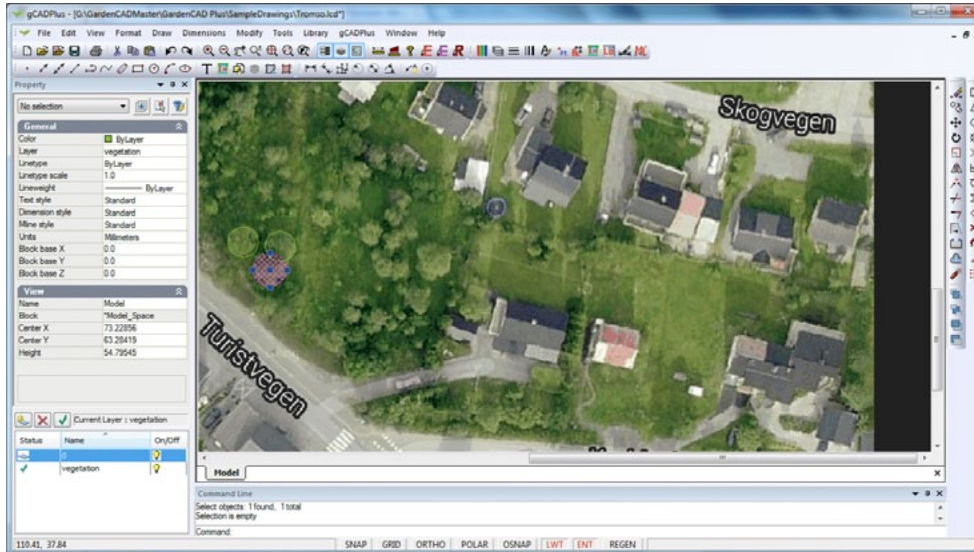 gCADPlus - [G:\GardenCADMaster\GardenCAD Plus\SampleDrawings\Tromso.lcd*]
File Edit View Format Draw Dimensions Modify Tools Library gCADPlus Window Help
Property
No selection
General
Color ByLayer
Layer vegetation
Linetype ByLayer
Linetype scale 1.0
Lineweight ByLayer
Text style Standard
Dimension style Standard
Mline style Standard
Units Millimeters
Block base X 0.0
Block base Y 0.0
Block base Z 0.0
View
Name Model
Block *Model_Space
Center X 73.22856
Center Y 63.28419
Height 54.79545
Current Layer : vegetation
Status Name On/Off
0
vegetation
Skogvegen
Turistvegen
Model
Command Line
Select objects: 1 found, 1 total
Selection is empty
Command:
110.41, 37.84 SNAP GRID ORTHO POLAR OSNAP LWT ENT REGEN